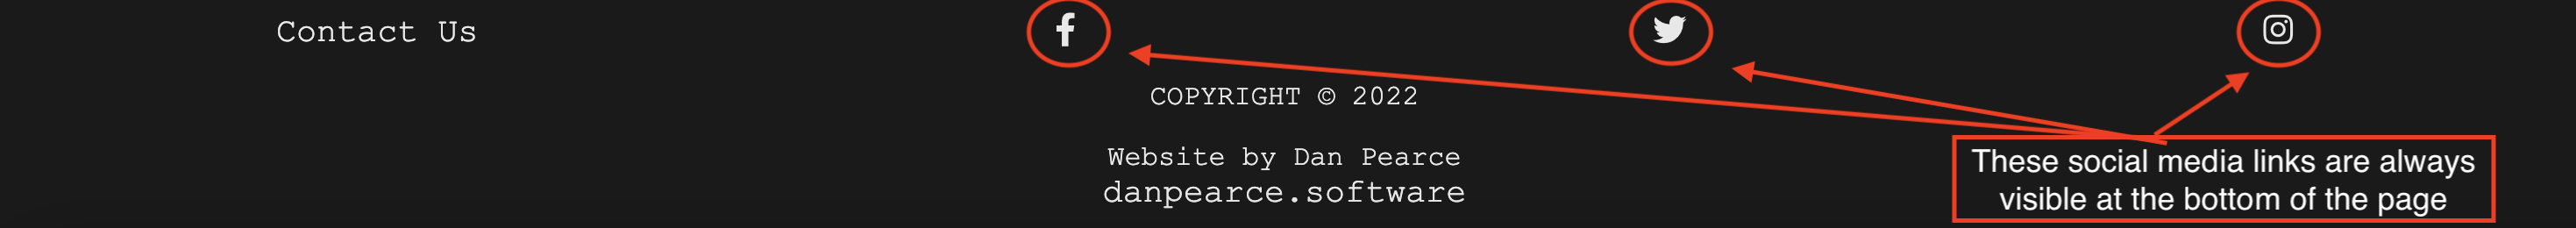 Contact Us
COPYRIGHT © 2022
Website by Dan Pearce
danpearce.software
These social media links are always
visible at the bottom of the page